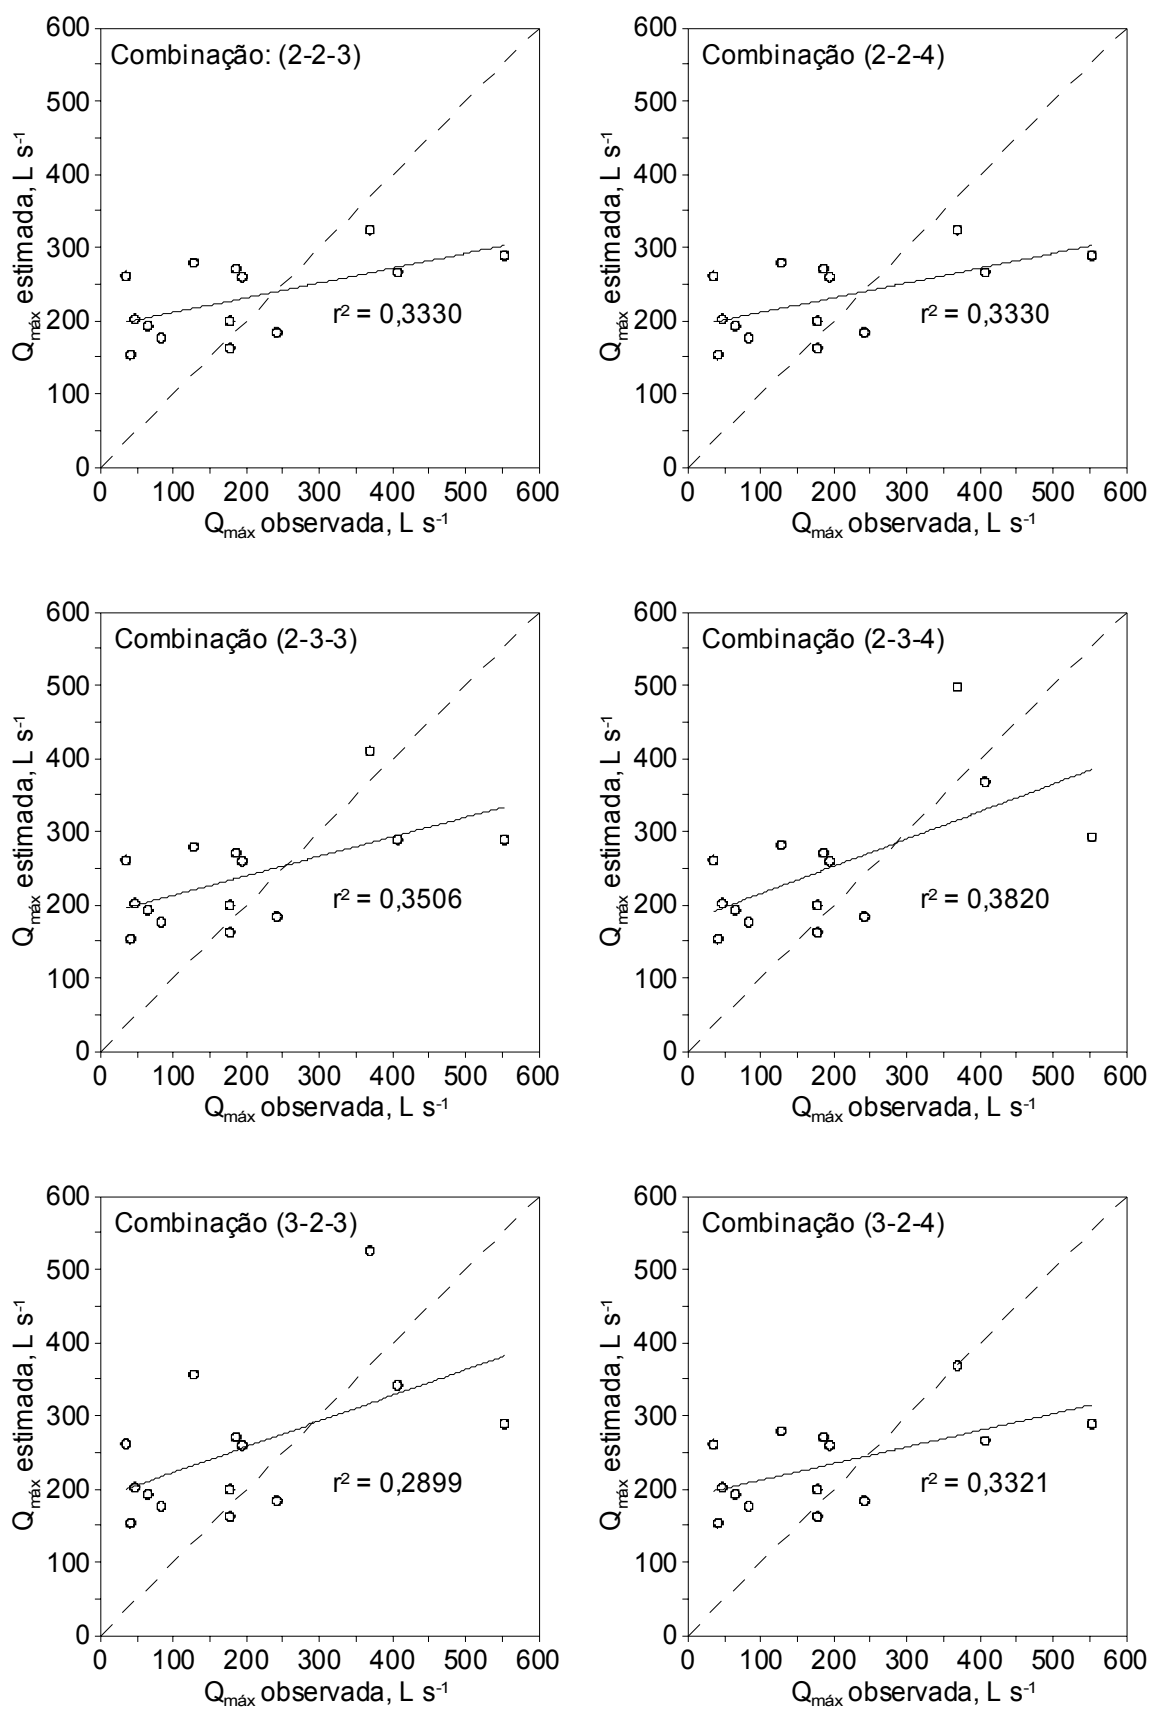 600
Combinação: (2-2-3)
500
400
300
200
100
0
r² = 0,3330
Qmáx estimada, L s-1
0 100 200 300 400 500 600
Qmáx observada, L s-1
600
Combinação (2-2-4)
500
400
300
200
100
0
r² = 0,3330
Qmáx estimada, L s-1
0 100 200 300 400 500 600
Qmáx observada, L s-1
600
Combinação (2-3-3)
500
400
300
200
100
0
r² = 0,3506
Qmáx estimada, L s-1
0 100 200 300 400 500 600
Qmáx observada, L s-1
600
Combinação (2-3-4)
500
400
300
200
100
0
r² = 0,3820
Qmáx estimada, L s-1
0 100 200 300 400 500 600
Qmáx observada, L s-1
600
Combinação (3-2-3)
500
400
300
200
100
0
r² = 0,2899
Qmáx estimada, L s-1
0 100 200 300 400 500 600
Qmáx observada, L s-1
600
Combinação (3-2-4)
500
400
300
200
100
0
r² = 0,3321
Qmáx estimada, L s-1
0 100 200 300 400 500 600
Qmáx observada, L s-1